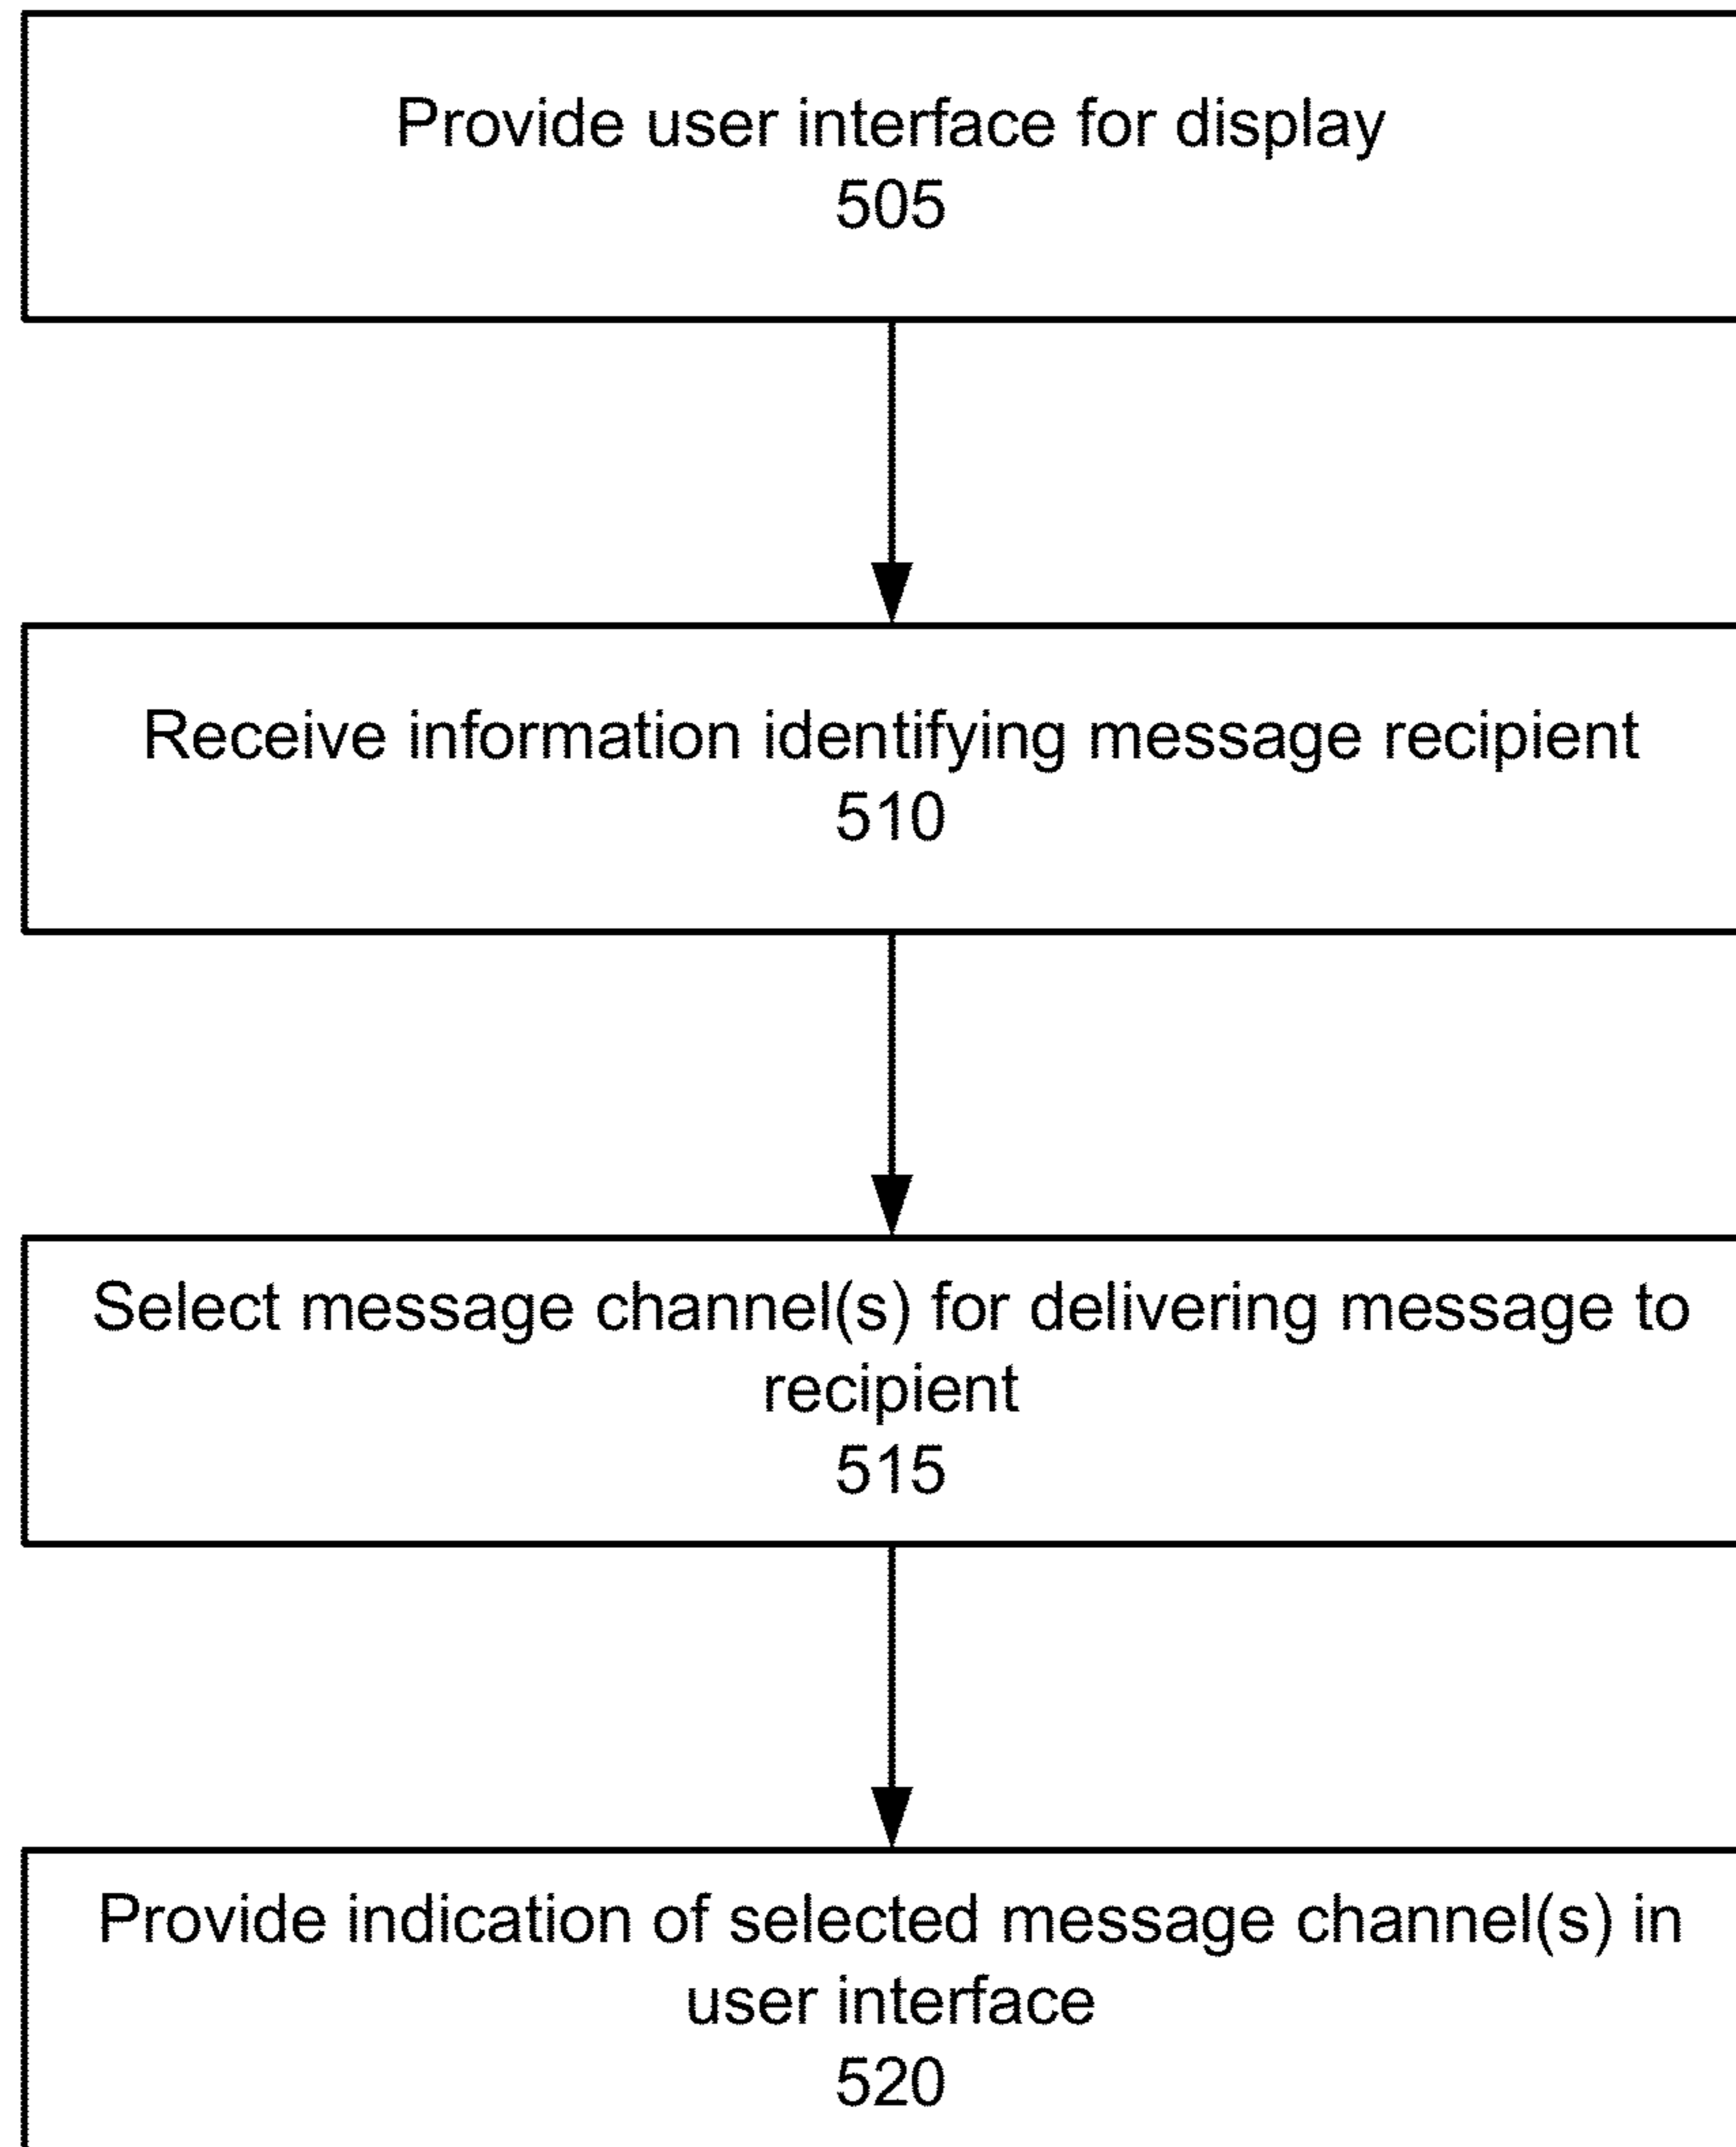 Provide user interface for display
505
Receive information identifying message recipient
510
Select message channel(s) for delivering message to
recipient
515
Provide indication of selected message channel(s) in
user interface
520